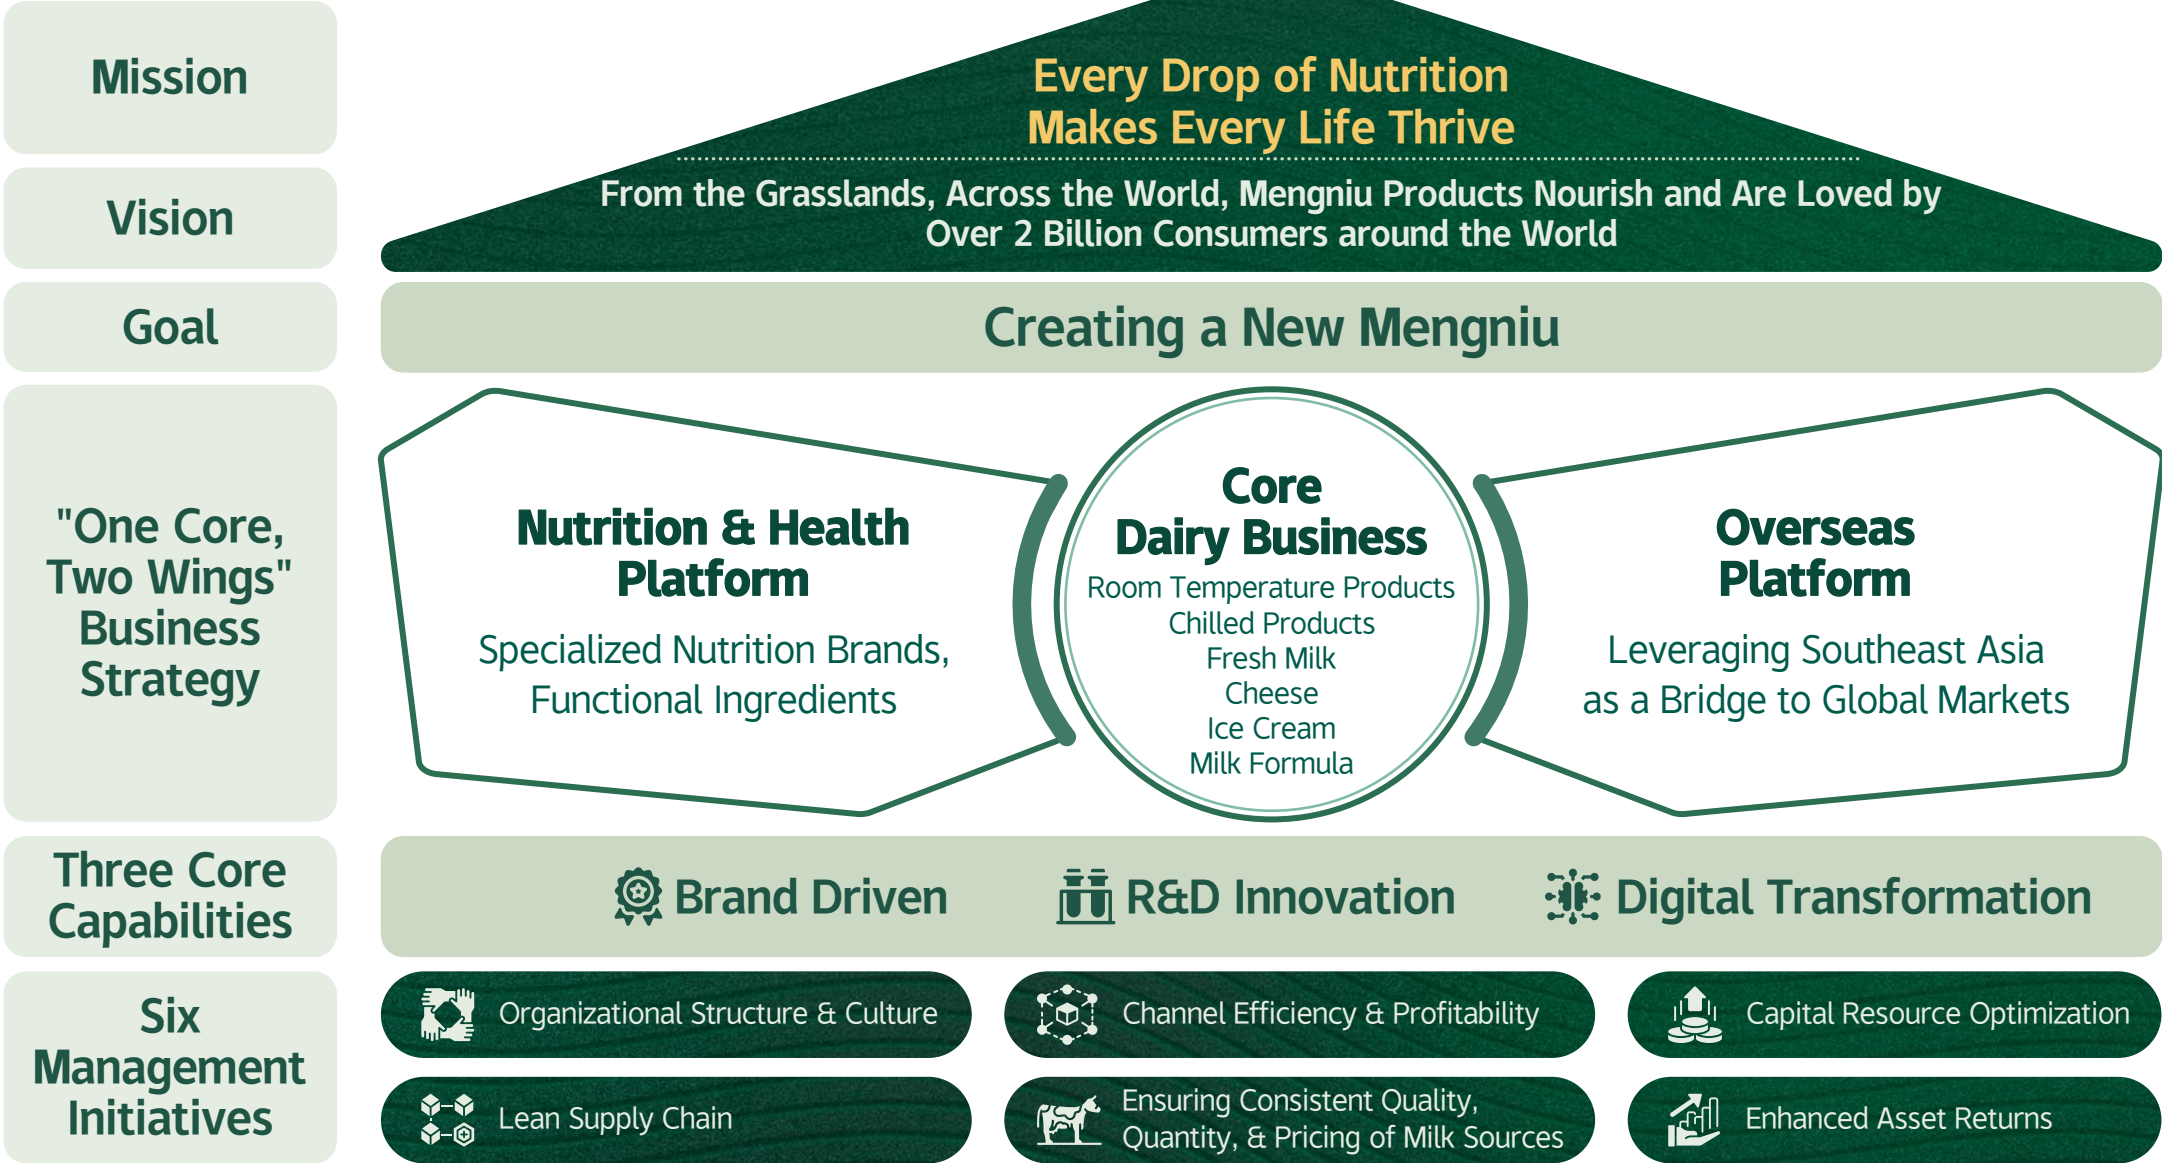 Mission
Every Drop of Nutrition
Makes Every Life Thrive
Vision
From the Grasslands, Across the World, Mengniu Products Nourish and Are Loved by
Over 2 Billion Consumers around the World
Goal
Creating a New Mengniu
"One Core,
Two Wings"
Business
Strategy
Nutrition & Health
Platform
Specialized Nutrition Brands,
Functional Ingredients
Core
Dairy Business
Room Temperature Products
Chilled Products
Fresh Milk
Cheese
Ice Cream
Milk Formula
Overseas
Platform
Leveraging Southeast Asia
as a Bridge to Global Markets
Three Core
Capabilities
Brand Driven
R&D Innovation
Digital Transformation
Six
Management
Initiatives
Organizational Structure & Culture
Channel Efficiency & Profitability
Capital Resource Optimization
Lean Supply Chain
Ensuring Consistent Quality,
Quantity, & Pricing of Milk Sources
Enhanced Asset Returns